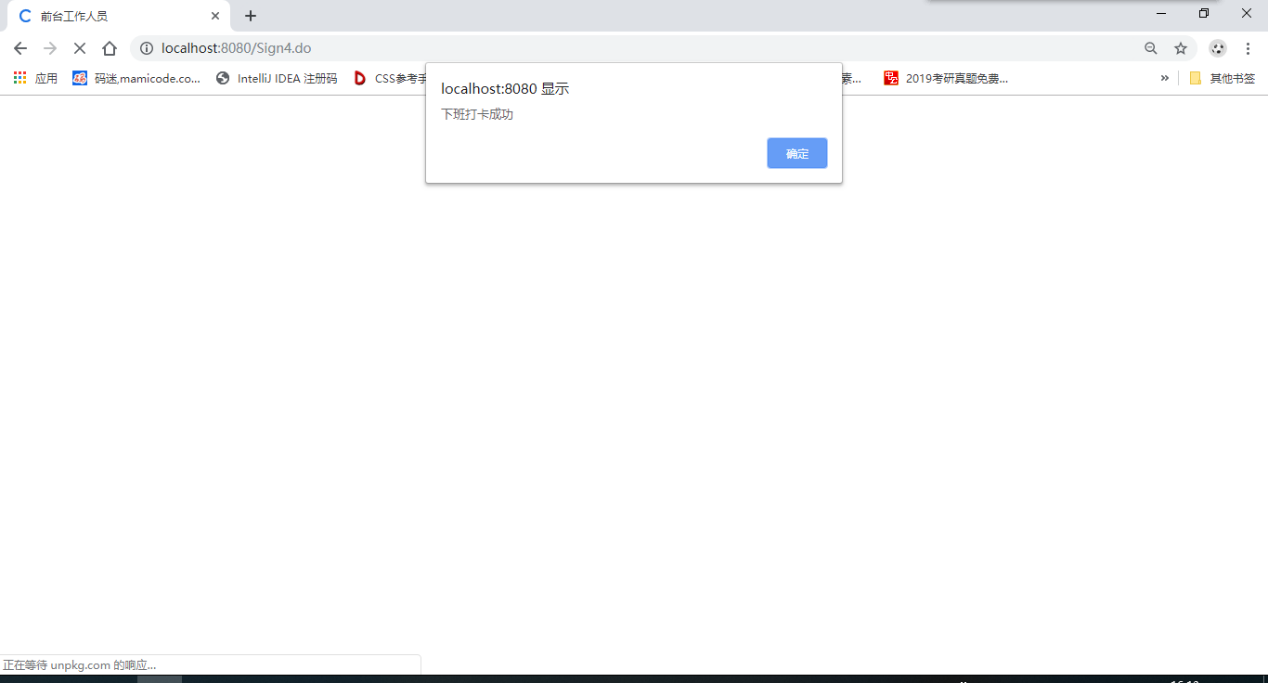 前台工作人员
localhost:8080/Sign4.do
应用
码迷,mamicode.co...
IntelliJ IDEA 注册码
CSS参考手
素...
2019考研真题免费...
»
其他书签
localhost:8080 显示
下班打卡成功
确定
正在等待 unpkg.com 的响应...